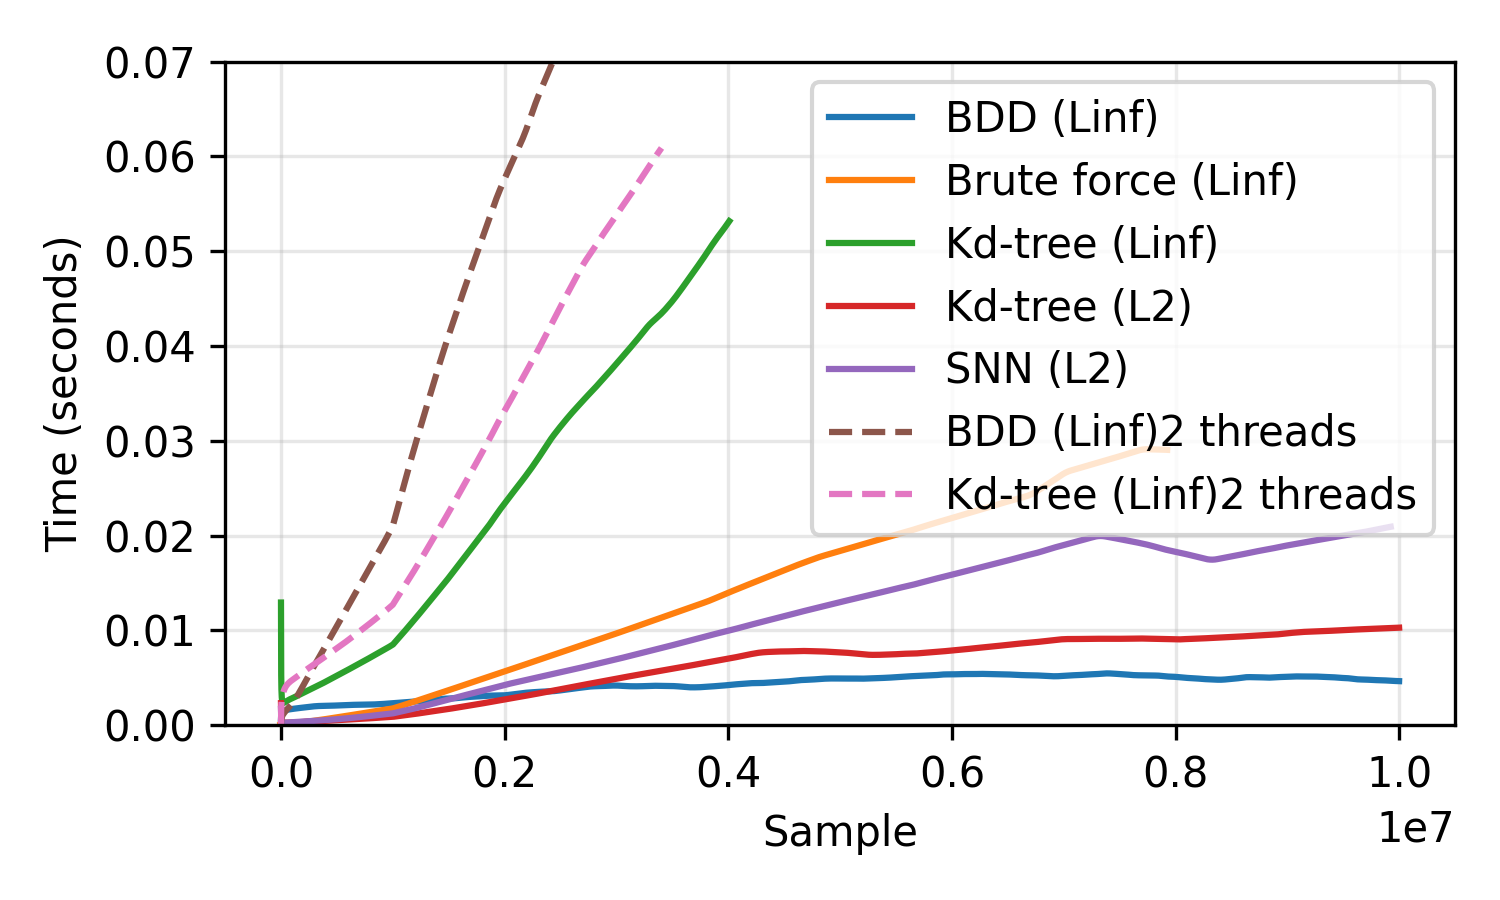 0.07
0.06
0.05
0.04
0.03
0.02
0.01
0.00
Time (seconds)
BDD (Linf)
Brute force (Linf)
Kd-tree (Linf)
Kd-tree (L2)
SNN (L2)
BDD (Linf)2 threads
Kd-tree (Linf)2 threads
0.0 0.2 0.4 0.6 0.8 1.0
1e7
Sample